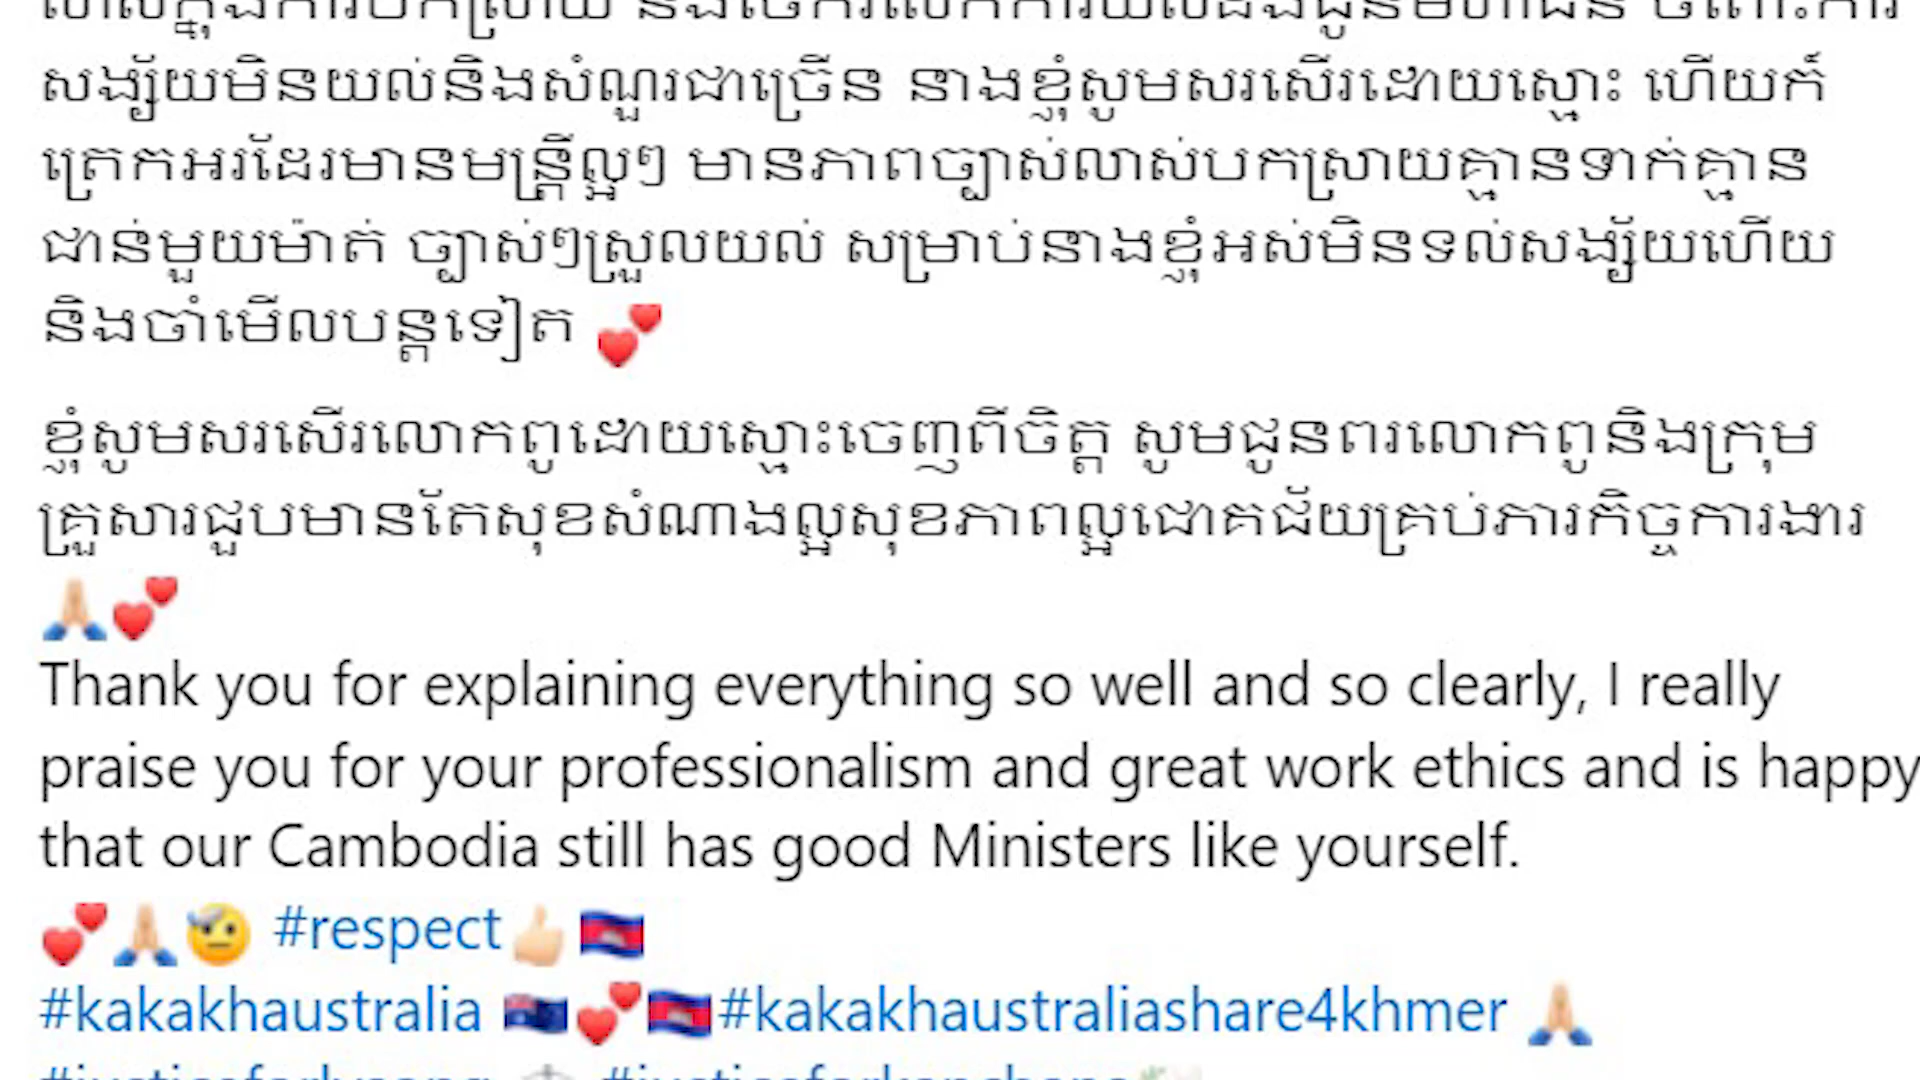 សង្ស័យមិនយល់និងសំណួរជាច្រើន នាងខ្ញុំសូមសរសើរដោយស្មោះ ហើយក៏
ត្រេកអរដែរមានមន្ត្រីល្អៗ មានភាពច្បាស់លាស់បកស្រាយគ្មានទាក់គ្មាន
ជាន់មួយម៉ាត់ ច្បាស់ៗស្រួលយល់ សម្រាប់នាងខ្ញុំអស់មិនទល់សង្ស័យហើយ
និងចាំមើលបន្តទៀត 💕
ខ្ញុំសូមសរសើរលោកពូដោយស្មោះចេញពីចិត្ត សូមជូនពរលោកពូនិងក្រុម
គ្រួសារជួបមានតែសុខសំណាងល្អសុខភាពល្អជោគជ័យគ្រប់ភារកិច្ចការងារ
🙏🏼💕
Thank you for explaining everything so well and so clearly, I really
praise you for your professionalism and great work ethics and is happy
that our Cambodia still has good Ministers like yourself.
💕🙏🏼🤕 #respect👍🏻🇰🇭
#kakakhaustralia 🇦🇺💕🇰🇭#kakakhaustraliashare4khmer 🙏🏼